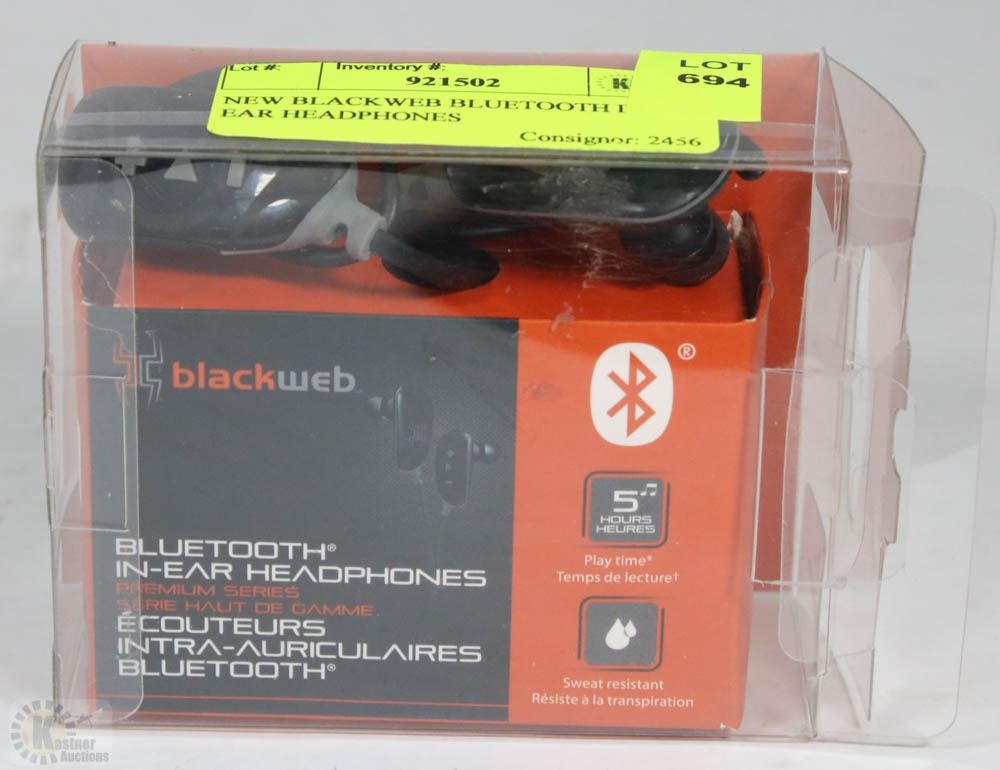 Lot #: Inventory #:
921502
LOT
694
NEW BLACKWEB BLUETOOTH
EAR HEADPHONES
Consignor: 2456
blackweb
®
5
HOURS
HEURES
Play time*
Temps de lecture†
BLUETOOTH®
IN-EAR HEADPHONES
PREMIUM SERIES
SÉRIE HAUT DE GAMME
ÉCOUTEURS
INTRA-AURICULAIRES
BLUETOOTH®
Sweat resistant
Résiste à la transpiration
Kastner
Auctions